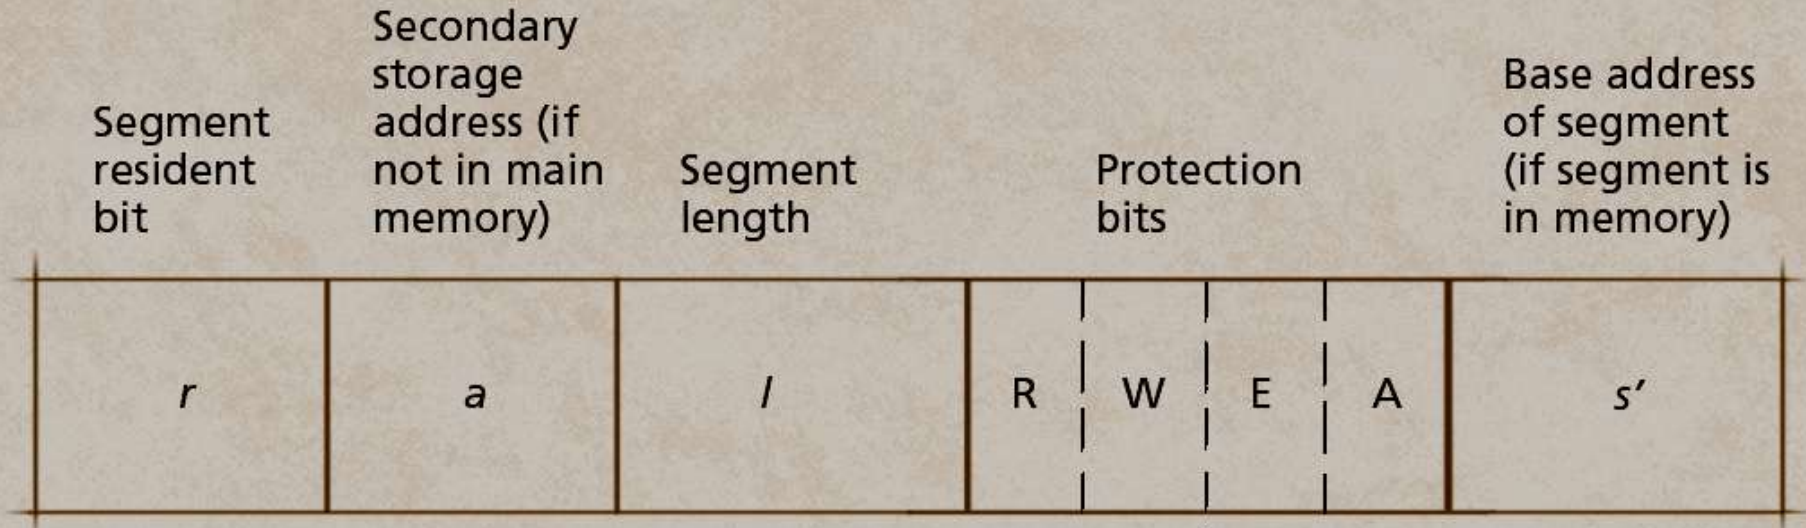 Segment
resident
bit
Secondary
storage
address (if
not in main
memory)
Segment
length
Protection
bits
Base address
of segment
(if segment is
in memory)
r a l R W E A s′